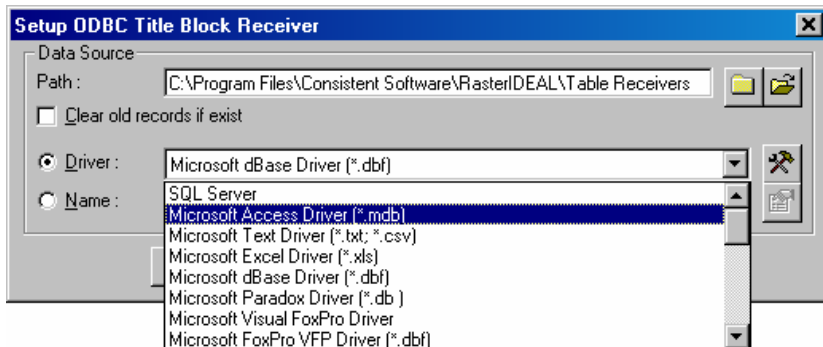 Setup ODBC Title Block Receiver
Data Source
Path : C:\Program Files\Consistent Software\RasterIDEAL\Table Receivers
Clear old records if exist
Driver : Microsoft dBase Driver (*.dbf)
Name : SQL Server
Microsoft Access Driver (*.mdb)
Microsoft Text Driver (*.txt; *.csv)
Microsoft Excel Driver (*.xls)
Microsoft dBase Driver (*.dbf)
Microsoft Paradox Driver (*.db )
Microsoft Visual FoxPro Driver
Microsoft FoxPro VFP Driver (*.dbf)